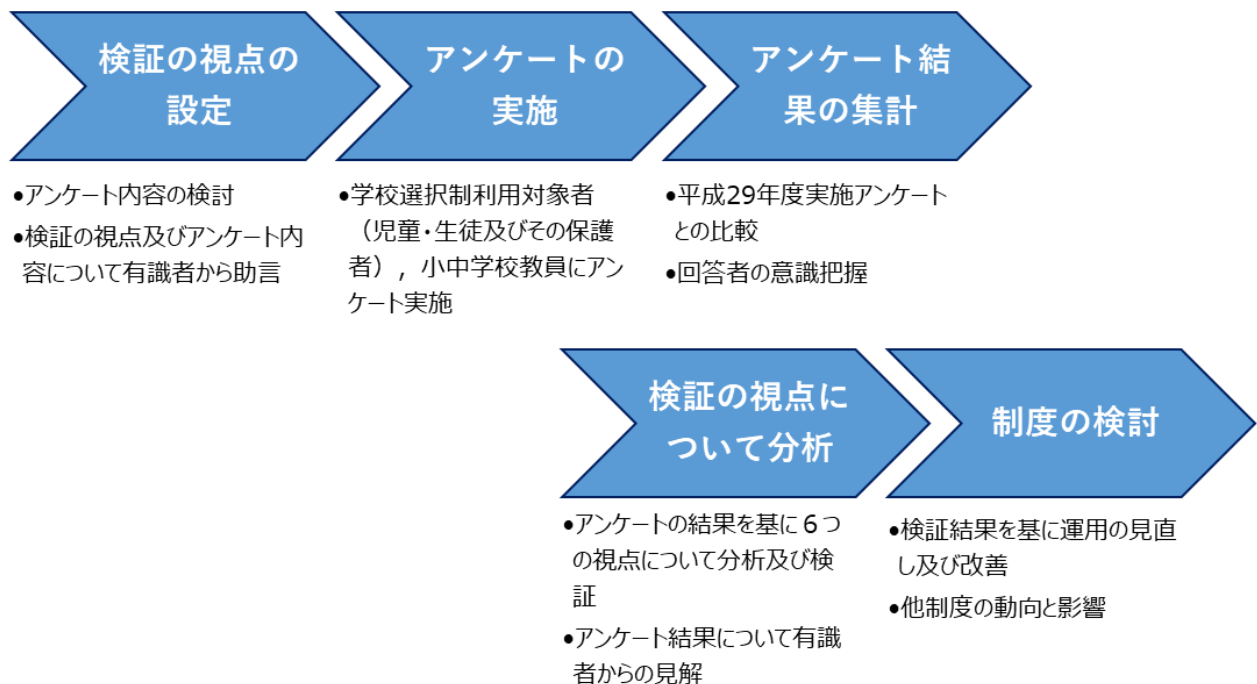 検証の視点の
設定
アンケートの
実施
アンケート結
果の集計
•アンケート内容の検討
•検証の視点及びアンケート内
容について有識者から助言
•学校選択制利用対象者
（児童・生徒及びその保護
者），小中学校教員にアン
ケート実施
•平成29年度実施アンケート
との比較
•回答者の意識把握
検証の視点に
ついて分析
制度の検討
•アンケートの結果を基に６つ
の視点について分析及び検
証
•アンケート結果について有識
者からの見解
•検証結果を基に運用の見直
し及び改善
•他制度の動向と影響